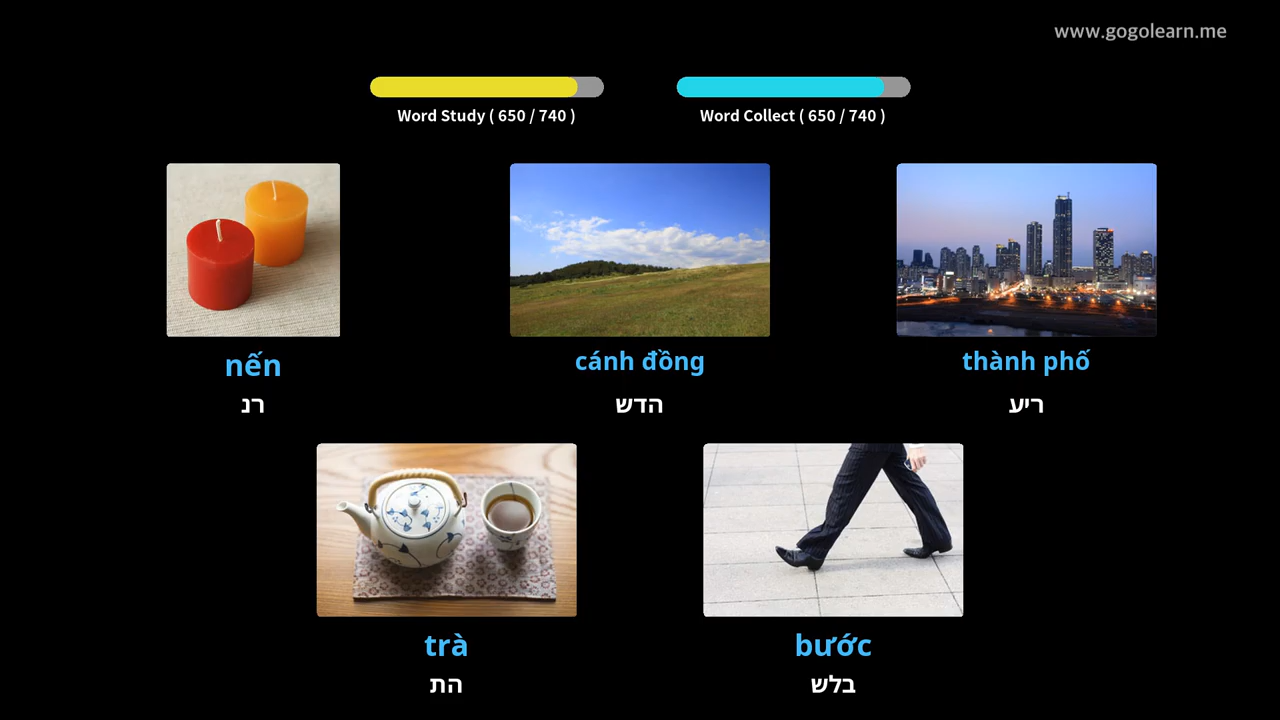 www.gogolearn.me
Word Study ( 650 / 740 )
Word Collect ( 650 / 740 )
nến
cánh đồng
thành phố
רנ
הדש
ריע
trà
bước
הת
בלש